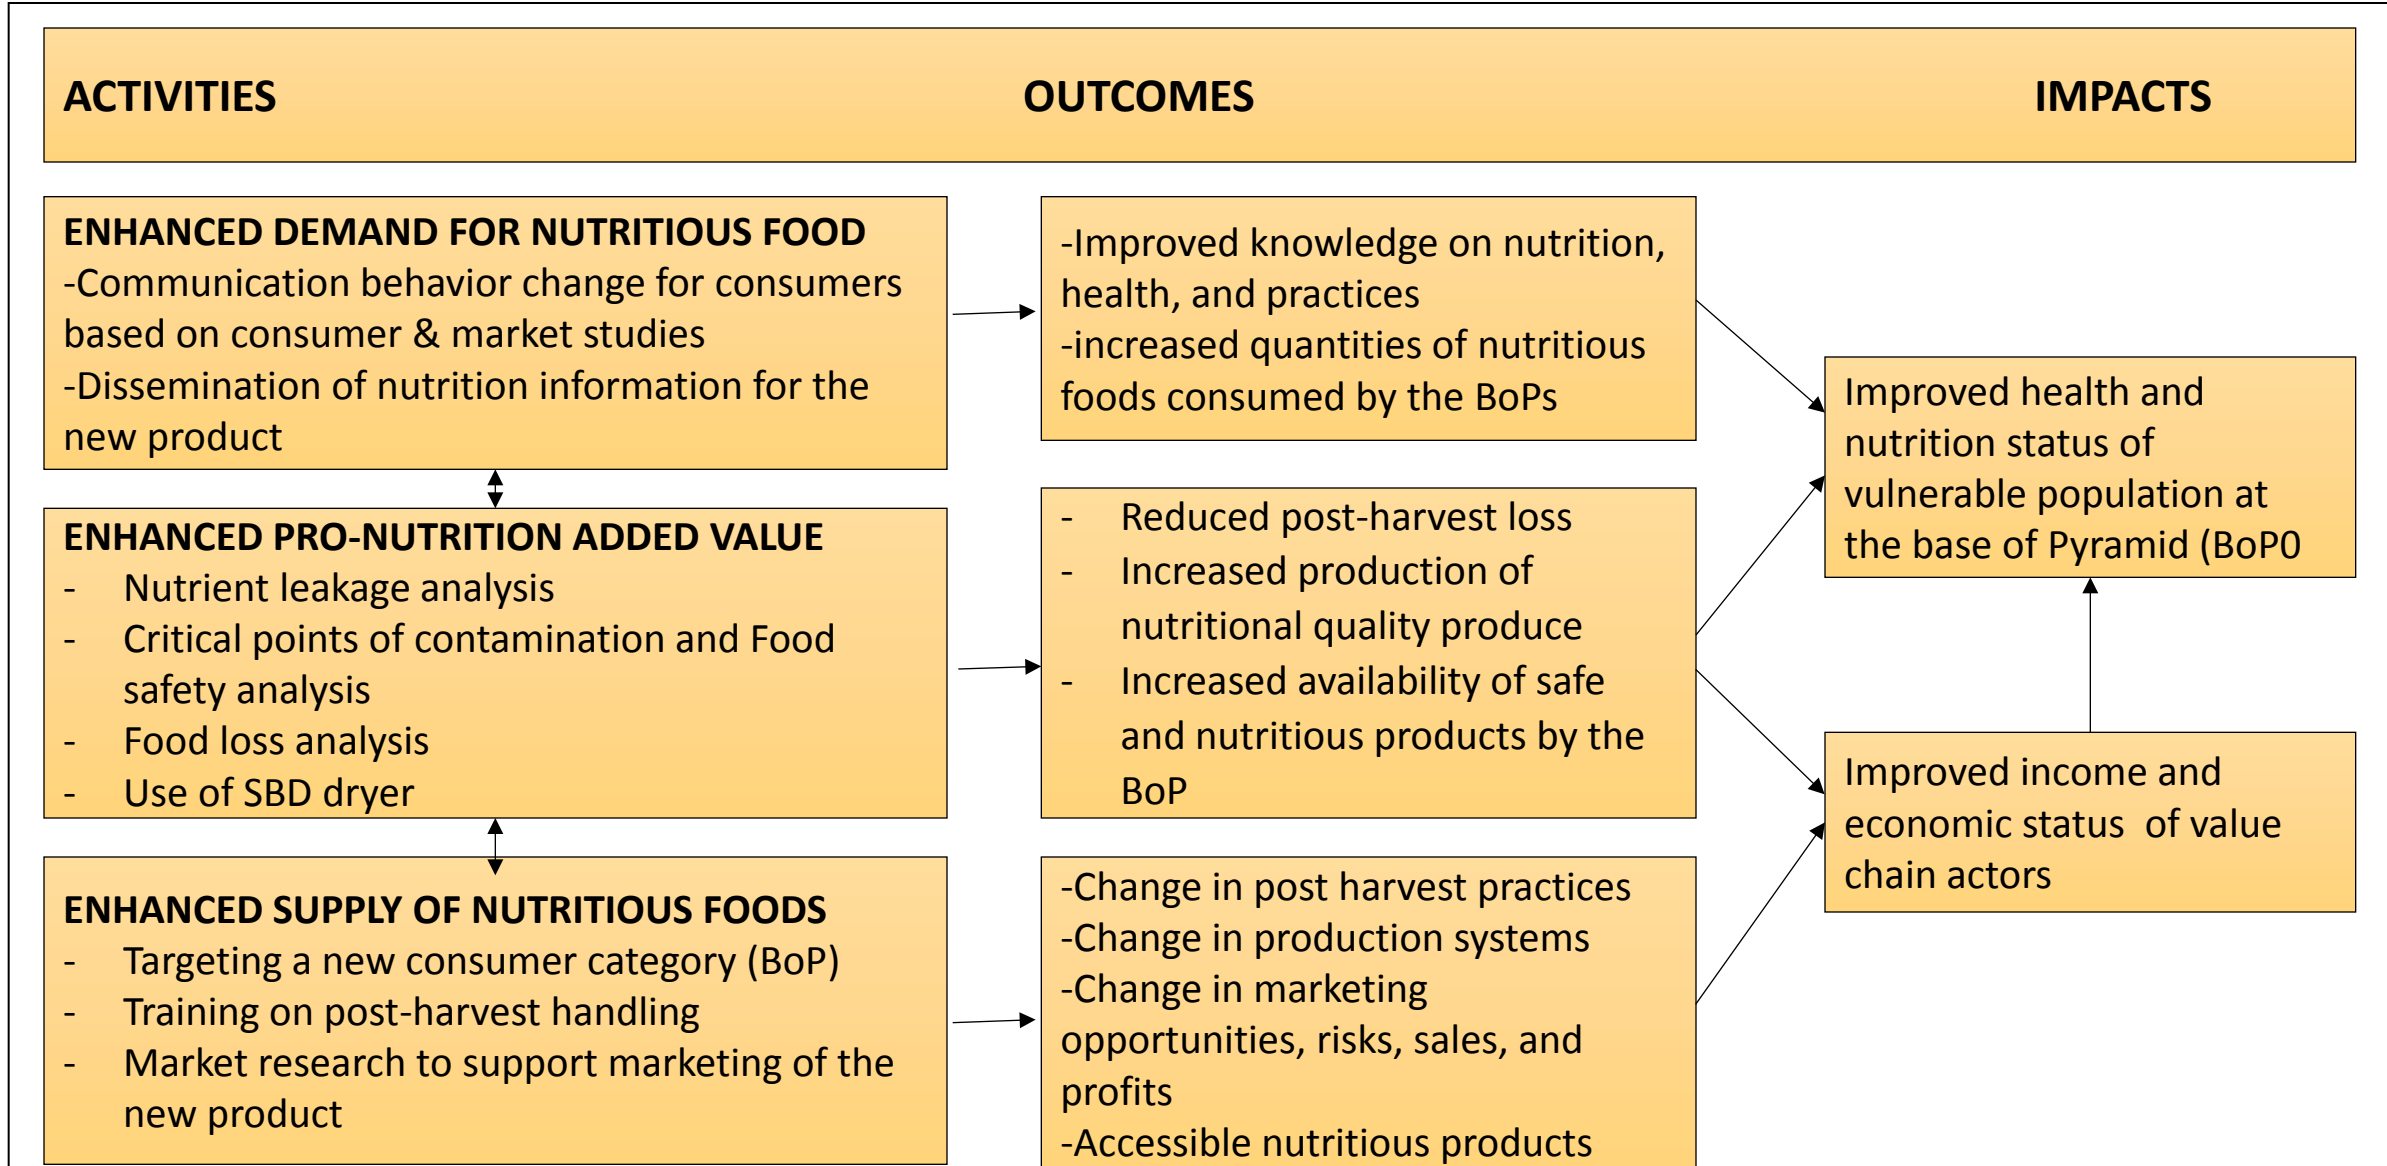 ACTIVITIES OUTCOMES IMPACTS
ENHANCED DEMAND FOR NUTRITIOUS FOOD
-Communication behavior change for consumers
based on consumer & market studies
-Dissemination of nutrition information for the
new product
ENHANCED PRO-NUTRITION ADDED VALUE
- Nutrient leakage analysis
- Critical points of contamination and Food
safety analysis
- Food loss analysis
- Use of SBD dryer
ENHANCED SUPPLY OF NUTRITIOUS FOODS
- Targeting a new consumer category (BoP)
- Training on post-harvest handling
- Market research to support marketing of the
new product
-Improved knowledge on nutrition,
health, and practices
-increased quantities of nutritious
foods consumed by the BoPs
- Reduced post-harvest loss
- Increased production of
nutritional quality produce
- Increased availability of safe
and nutritious products by the
BoP
-Change in post harvest practices
-Change in production systems
-Change in marketing
opportunities, risks, sales, and
profits
-Accessible nutritious products
Improved health and
nutrition status of
vulnerable population at
the base of Pyramid (BoP0
Improved income and
economic status of value
chain actors